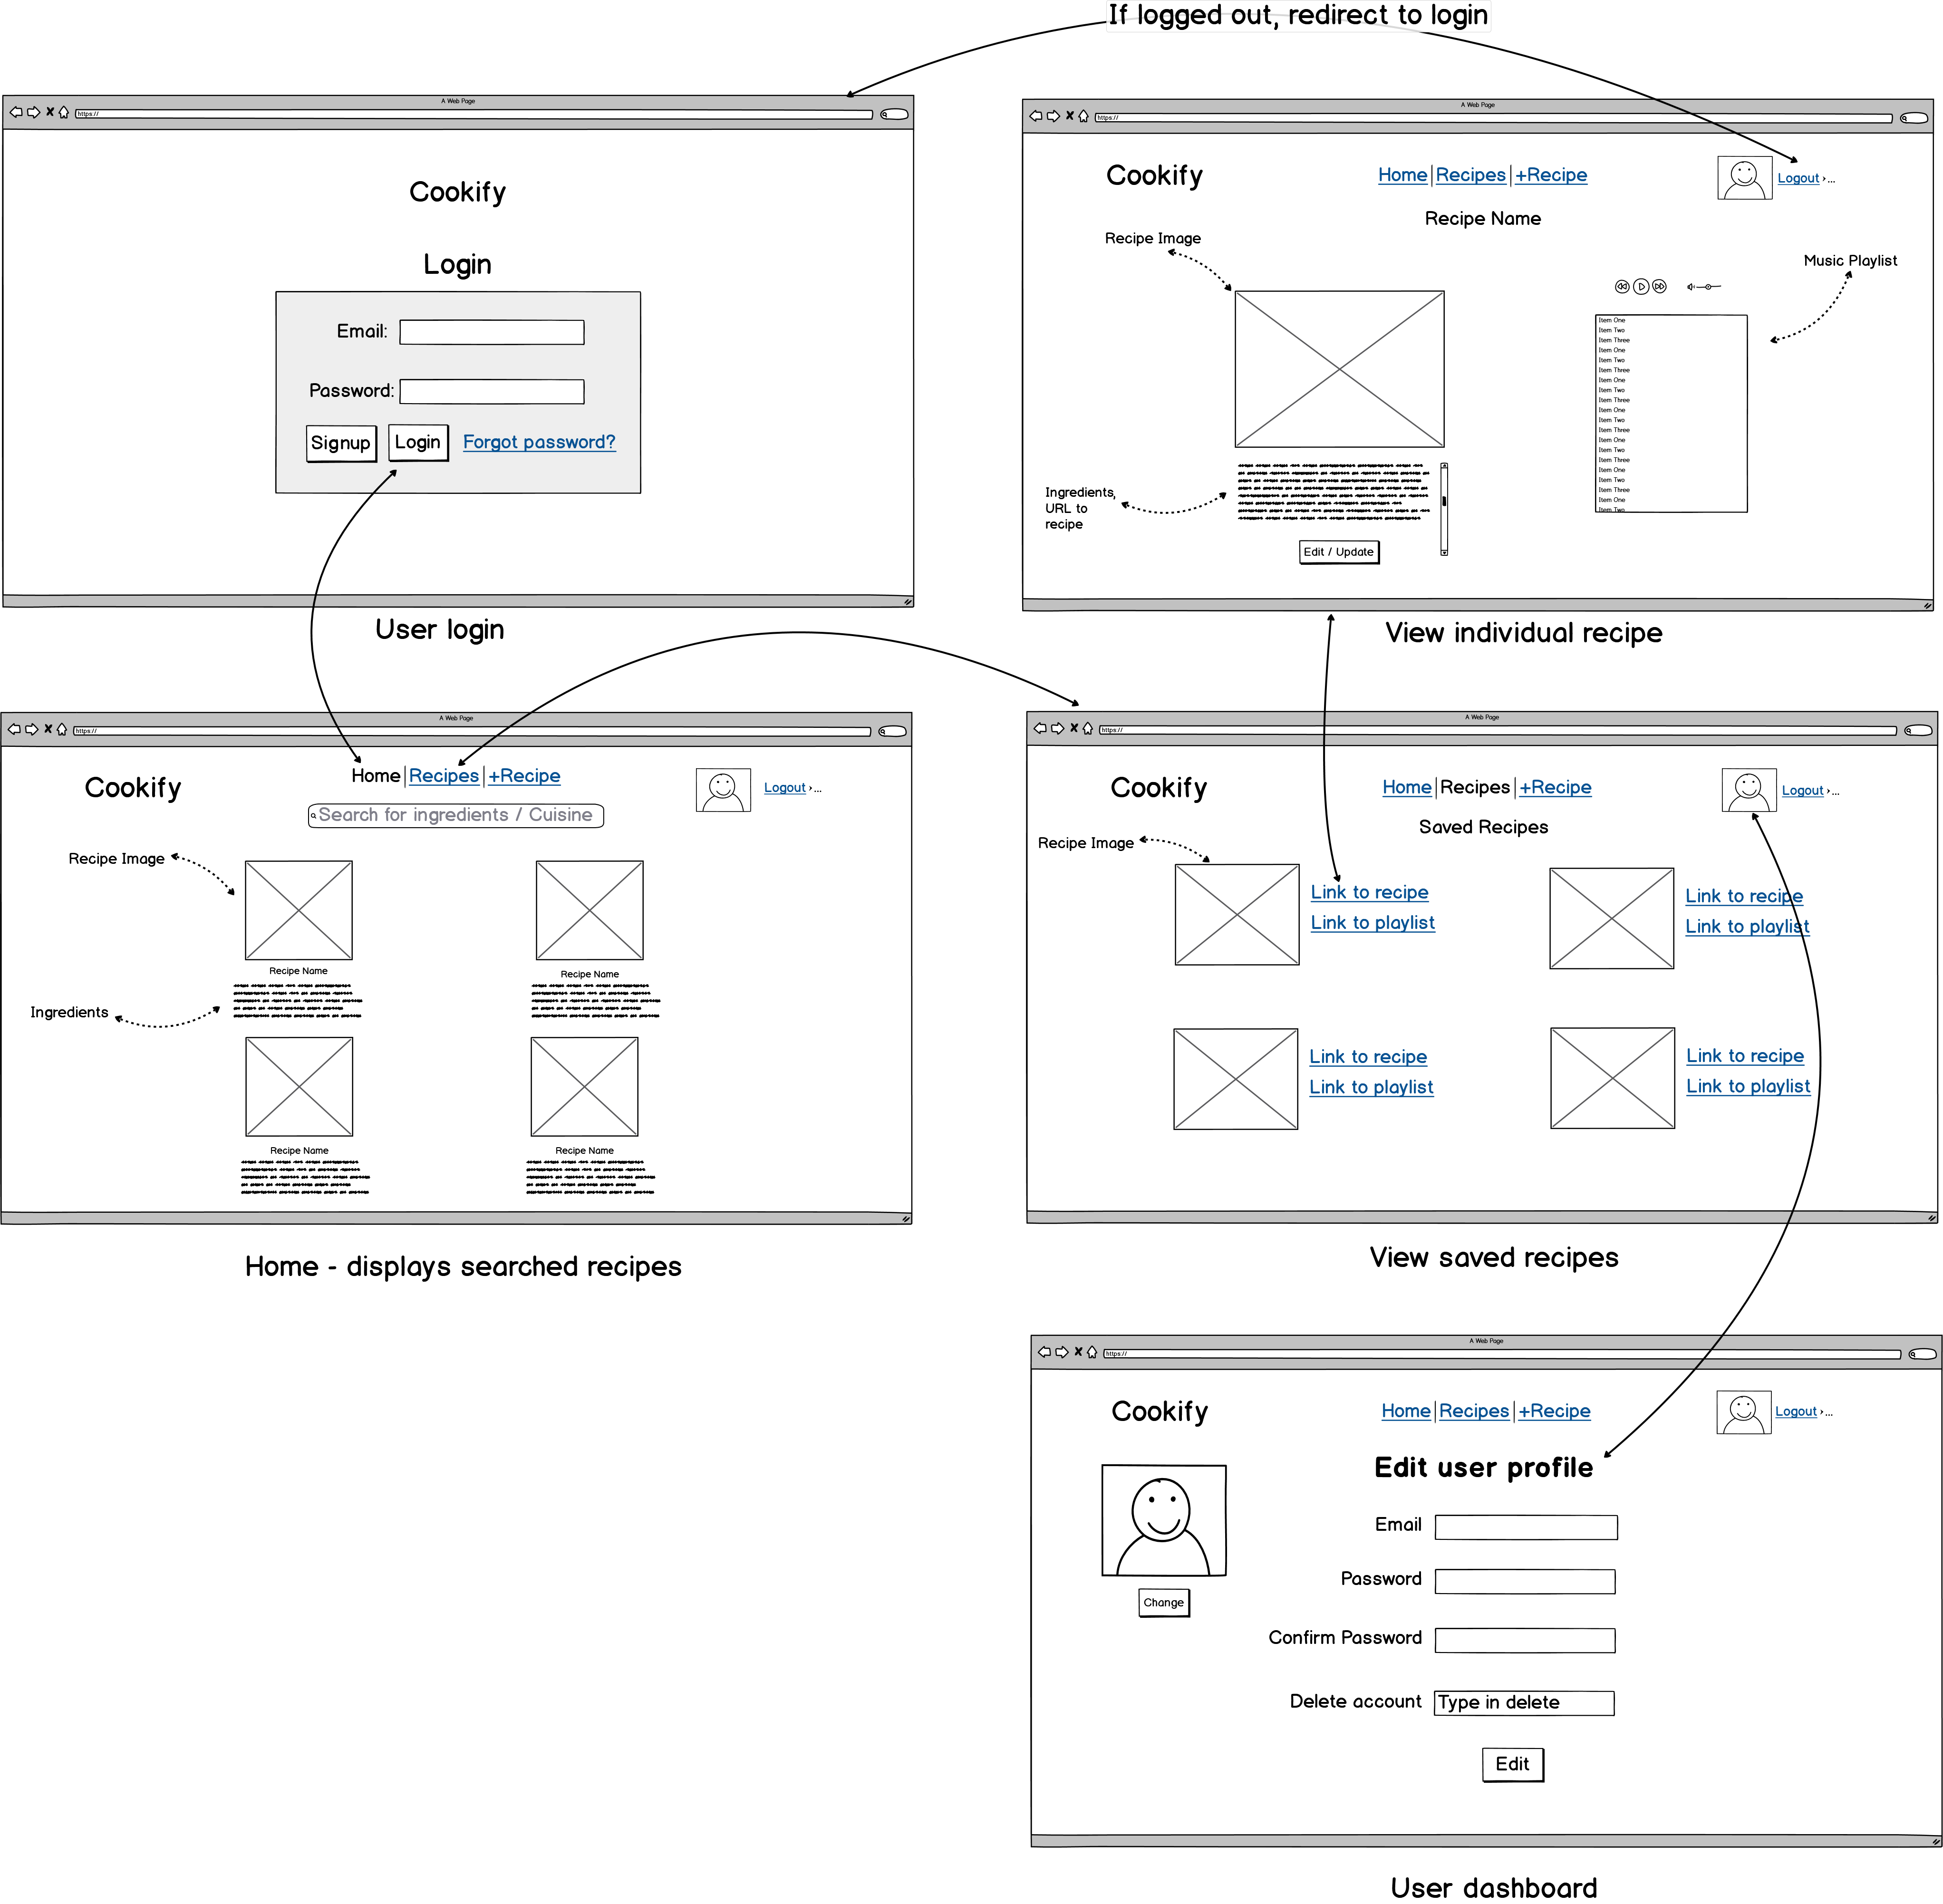 If logged out, redirect to login
A Web Page
https://
Cookify
Login
Email:
Password:
Signup
Login
Forgot password?
User login
A Web Page
https://
Cookify
Home
Recipes
+Recipe
Logout › ...
Recipe Name
Recipe Image
Music Playlist
Item One
Item Two
Item Three
Item One
Item Two
Item Three
Item One
Item Two
Item Three
Item One
Item Two
Item Three
Item One
Item Two
Item Three
Item One
Item Two
Item Three
Item One
Item Two
Ingredients,
URL to
recipe
Edit / Update
View individual recipe
A Web Page
https://
Cookify
Home
Recipes
+Recipe
Logout › ...
Search for ingredients / Cuisine
Recipe Image
Recipe Name
Recipe Name
Ingredients
Recipe Name
Recipe Name
Home - displays searched recipes
A Web Page
https://
Cookify
Home
Recipes
+Recipe
Logout › ...
Saved Recipes
Recipe Image
Link to recipe
Link to playlist
Link to recipe
Link to playlist
Link to recipe
Link to playlist
Link to recipe
Link to playlist
View saved recipes
A Web Page
https://
Cookify
Home
Recipes
+Recipe
Logout › ...
Edit user profile
Change
Email
Password
Confirm Password
Delete account
Type in delete
Edit
User dashboard